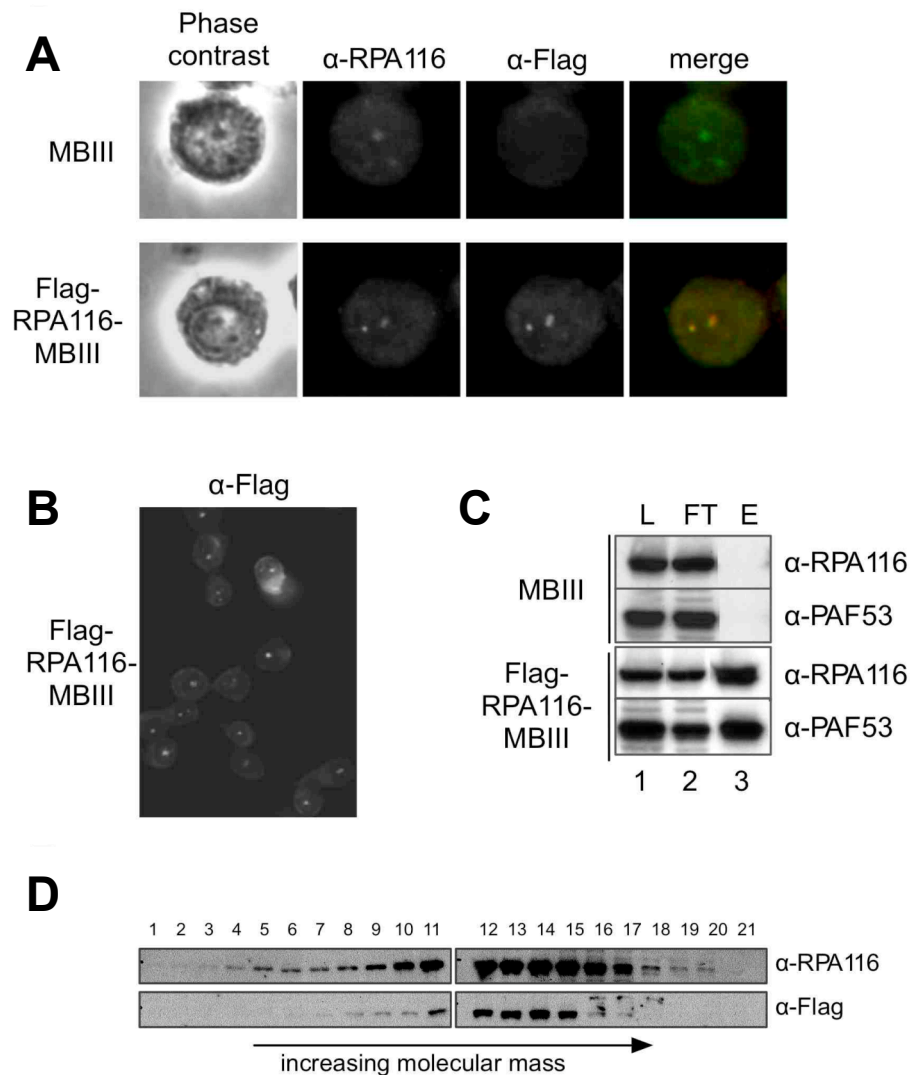 A
Phase
contrast
α-RPA116
α-Flag
merge
MBIII
Flag-
RPA116-
MBIII
B
α-Flag
Flag-
RPA116-
MBIII
C
L FT E
MBIII
α-RPA116
α-PAF53
Flag-
RPA116-
MBIII
α-RPA116
α-PAF53
1 2 3
D
1 2 3 4 5 6 7 8 9 10 11 12 13 14 15 16 17 18 19 20 21
α-RPA116
α-Flag
increasing molecular mass